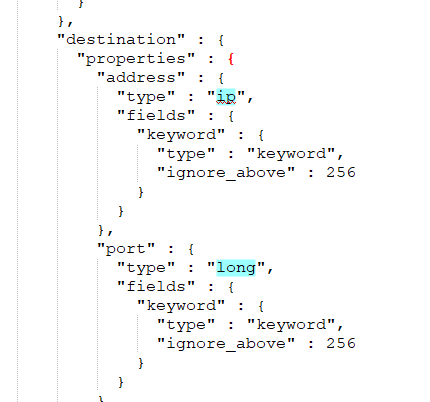 }
},
"destination" : {
"properties" : {
"address" : {
"type" : "ip",
"fields" : {
"keyword" : {
"type" : "keyword",
"ignore_above" : 256
}
}
},
"port" : {
"type" : "long",
"fields" : {
"keyword" : {
"type" : "keyword",
"ignore_above" : 256
}
}
}